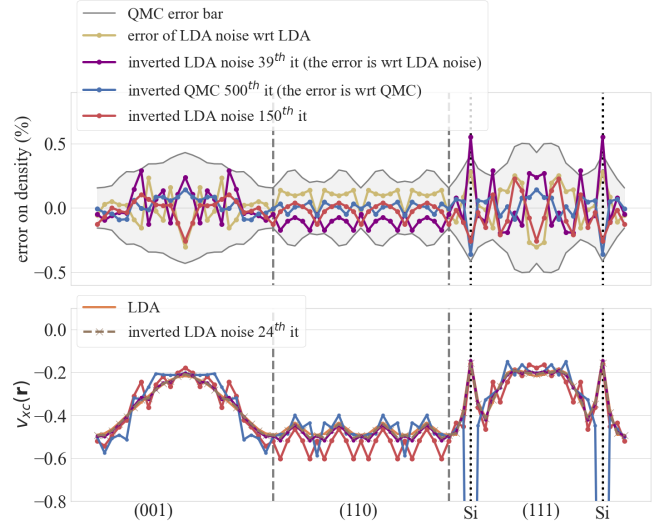 QMC error bar
error of LDA noise wrt LDA
inverted LDA noise 39th it (the error is wrt LDA noise)
inverted QMC 500th it (the error is wrt QMC)
inverted LDA noise 150th it
error on density (%)
0.5
0.0
−0.5
LDA
inverted LDA noise 24th it
vxc(r)
0.0
−0.2
−0.4
−0.6
−0.8
(001) (110) Si (111) Si